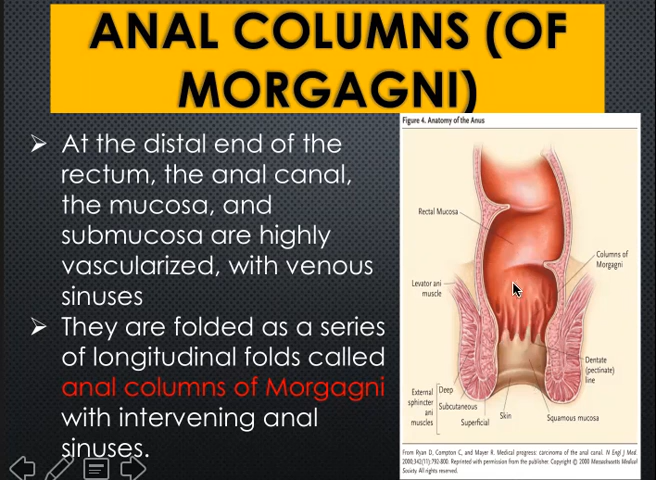 ANAL COLUMNS (OF
MORGAGNI)
At the distal end of the
rectum, the anal canal,
the mucosa, and
submucosa are highly
vascularized, with venous
sinuses
They are folded as a series
of longitudinal folds called
anal columns of Morgagni
with intervening anal
sinuses.
Figure 4. Anatomy of the Anus
Rectal Mucosa
Columns of
Morgagni
Levator ani
muscle
Dentate
(pectinate)
line
External
sphincter
ani
muscles
Deep
Subcutaneous
Superficial
Skin
Squamous mucosa
From Ryan D, Compton C, and Mayer R. Medical progress: carcinoma of the anal canal. N Engl J Med.
2000;342(11):792-800. Reprinted with permission from the publisher. Copyright © 2000 Massachusetts Medical
Society. All rights reserved.